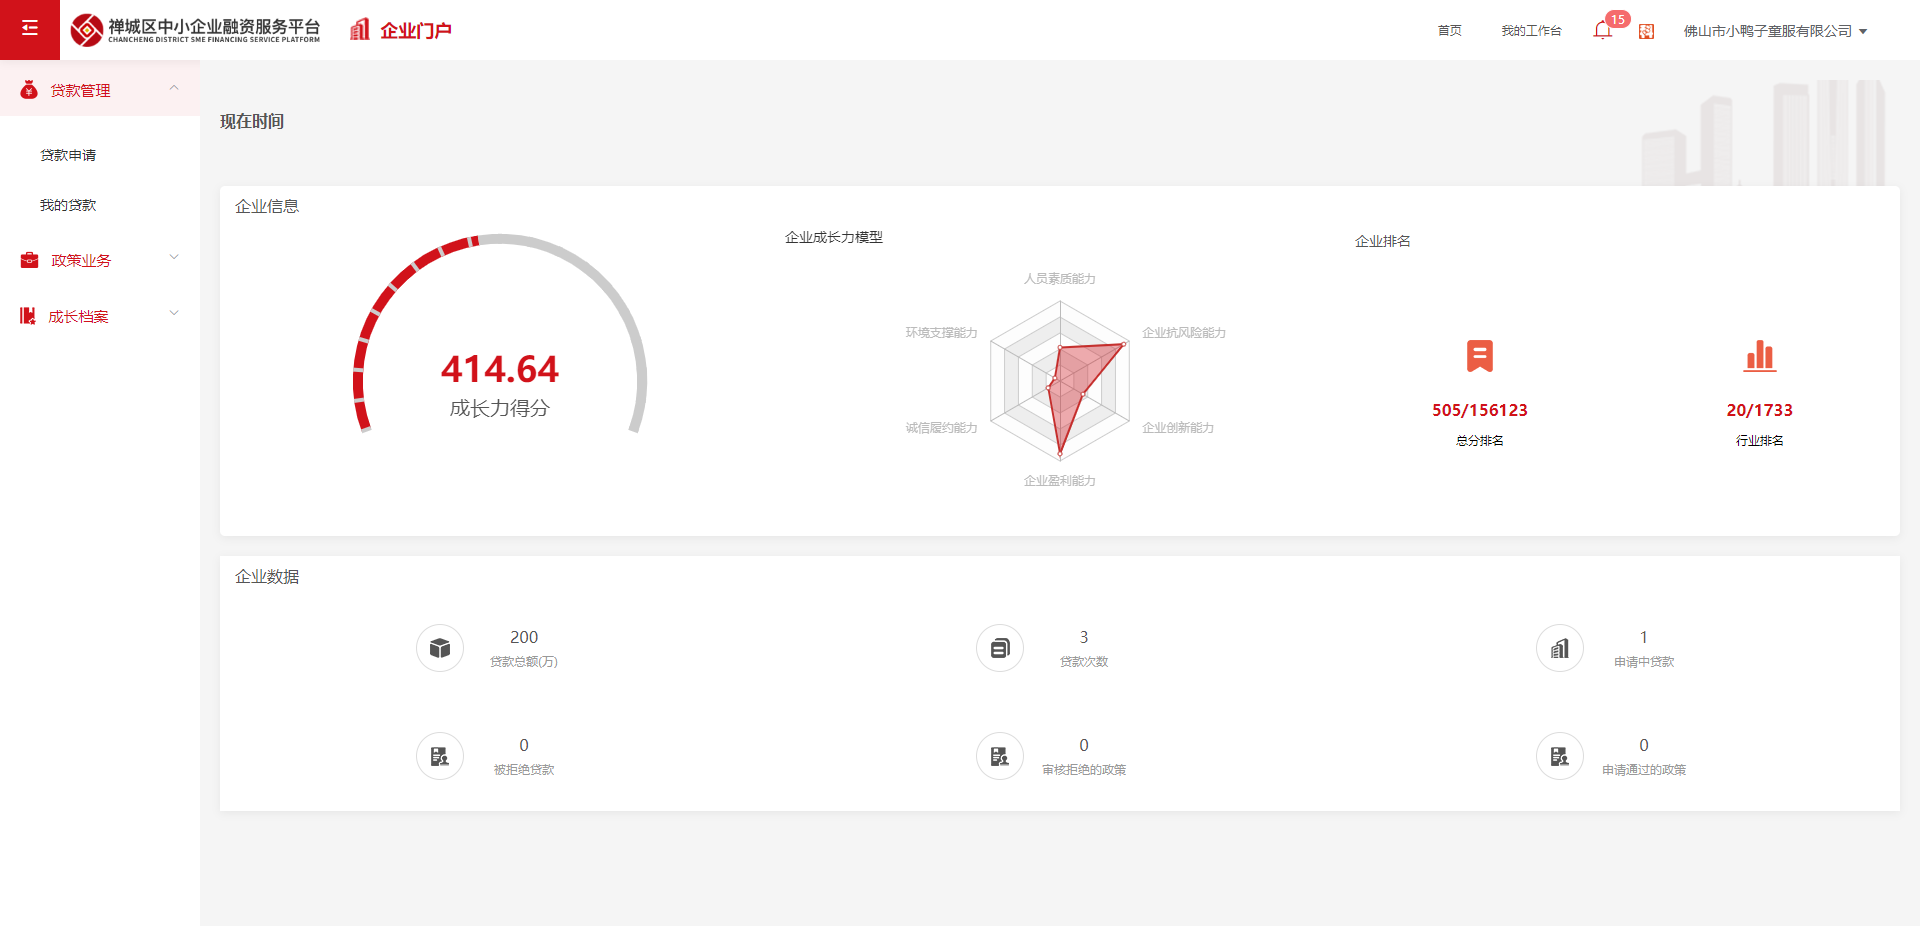 禅城区中小企业融资服务平台
CHANCHENG DISTRICT SME FINANCING SERVICE PLATFORM
企业门户
首页
我的工作台
15
佛山市小鸭子童服有限公司
贷款管理
贷款申请
我的贷款
政策业务
成长档案
现在时间
企业信息
414.64
成长力得分
企业成长力模型
人员素质能力
环境支撑能力
企业抗风险能力
诚信履约能力
企业创新能力
企业盈利能力
企业排名
505/156123
总分排名
20/1733
行业排名
企业数据
200
贷款总额(万)
3
贷款次数
1
申请中贷款
0
被拒绝贷款
0
审核拒绝的政策
0
申请通过的政策